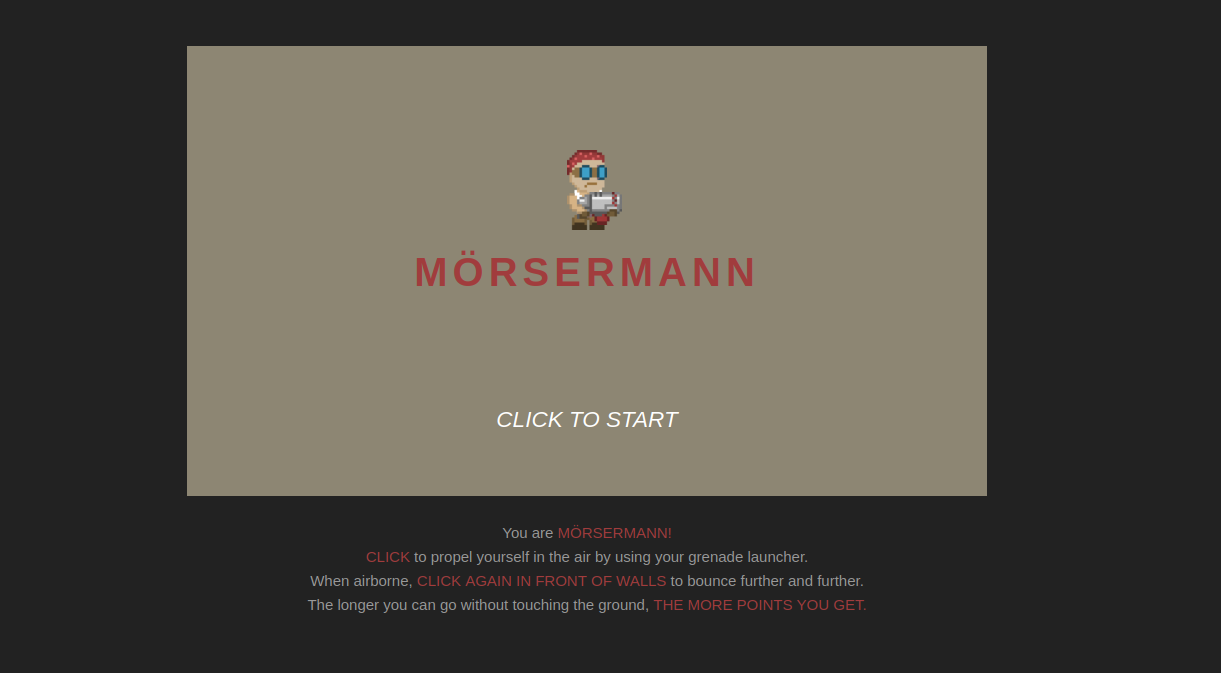 MÖRSERMANN
CLICK TO START
You are MÖRSERMANN!
CLICK to propel yourself in the air by using your grenade launcher.
When airborne, CLICK AGAIN IN FRONT OF WALLS to bounce further and further.
The longer you can go without touching the ground, THE MORE POINTS YOU GET.